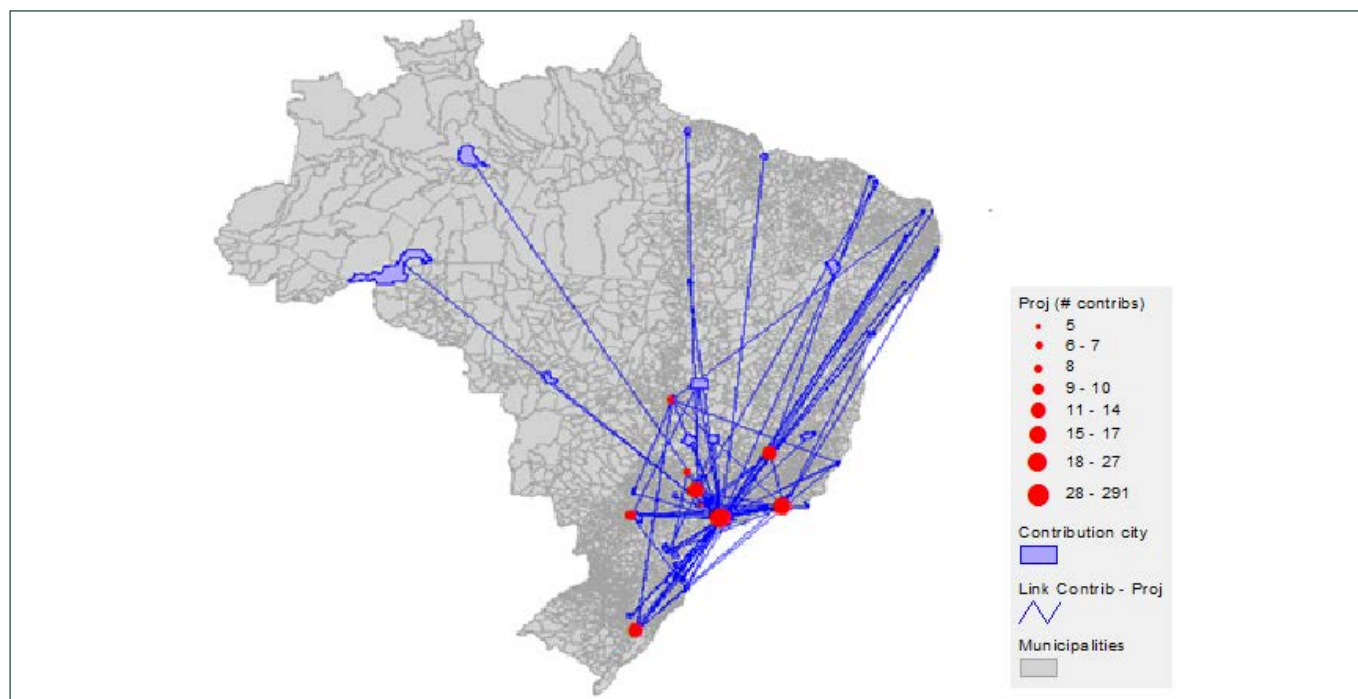 Proj (# contribs)
5
6 - 7
8
9 - 10
11 - 14
15 - 17
18 - 27
28 - 291
Contribution city
Link Contrib - Proj
Municipalities